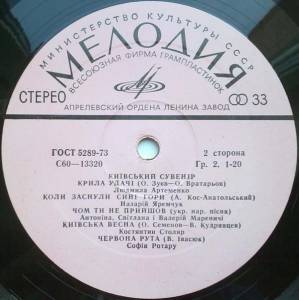 МИНИСТЕРСТВО КУЛЬТУРЫ СССР
МЕЛОДИЯ
ВСЕСОЮЗНАЯ ФИРМА ГРАМПЛАСТИНОК
СТЕРЕО
33
АПРЕЛЕВСКИЙ ОРДЕНА ЛЕНИНА ЗАВОД
ГОСТ 5289-73
2 сторона
С60—13320
Гр. 2. 1-20
КИЇВСЬКИЙ СУВЕНІР
КРИЛА УДАЧІ (О. Зуєв—О. Вратарьов)
Людмила Артеменко
КОЛИ ЗАСНУЛИ СИНІ ГОРИ (А. Кос-Анатольський)
Назарій Яремчук
ЧОМ ТИ НЕ ПРИЙШОВ (укр. нар. пісня)
Антоніна, Світлана і Валерій Мареничі
КИЇВСЬКА ВЕСНА (О. Семенов—В. Кудрявцев)
Костянтин Столяр
ЧЕРВОНА РУТА (В. Івасюк)
Софія Ротару